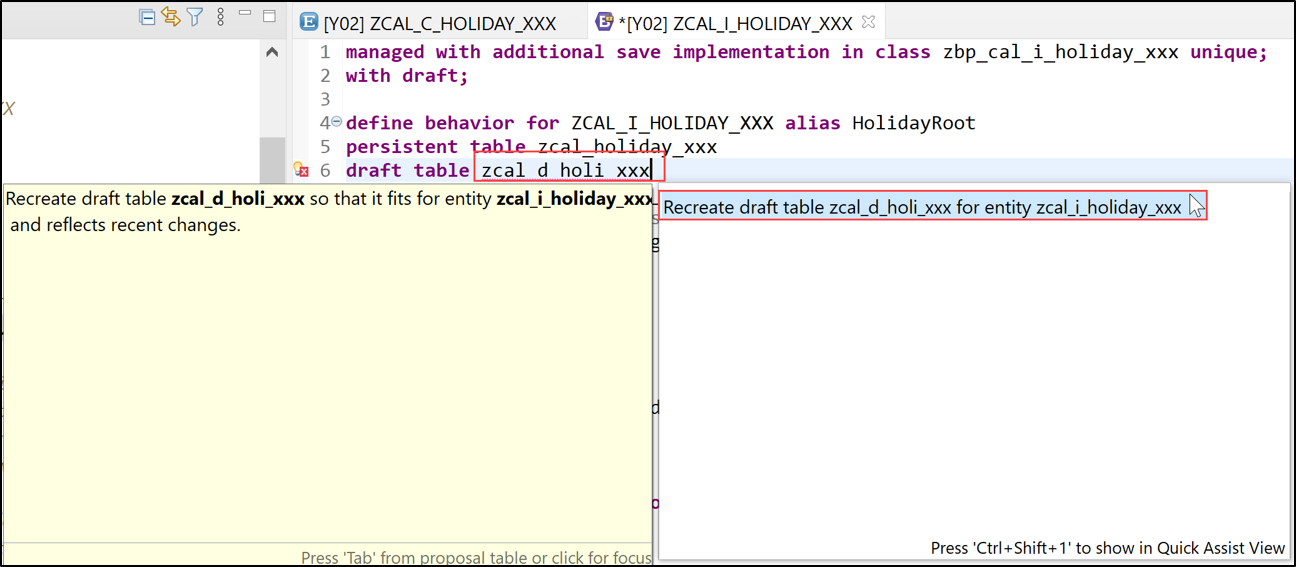 [Y02] ZCAL_C_HOLIDAY_XXX
*[Y02] ZCAL_I_HOLIDAY_XXX
1 managed with additional save implementation in class zbp_cal_i_holiday_xxx unique;
2 with draft;
3
4 define behavior for ZCAL_I_HOLIDAY_XXX alias HolidayRoot
5 persistent table zcal_holiday_xxx
6 draft table zcal_d_holi_xxx
Recreate draft table zcal_d_holi_xxx so that it fits for entity zcal_i_holiday_xxx
and reflects recent changes.
Press 'Tab' from proposal table or click for focus
Recreate draft table zcal_d_holi_xxx for entity zcal_i_holiday_xxx
Press 'Ctrl+Shift+1' to show in Quick Assist View